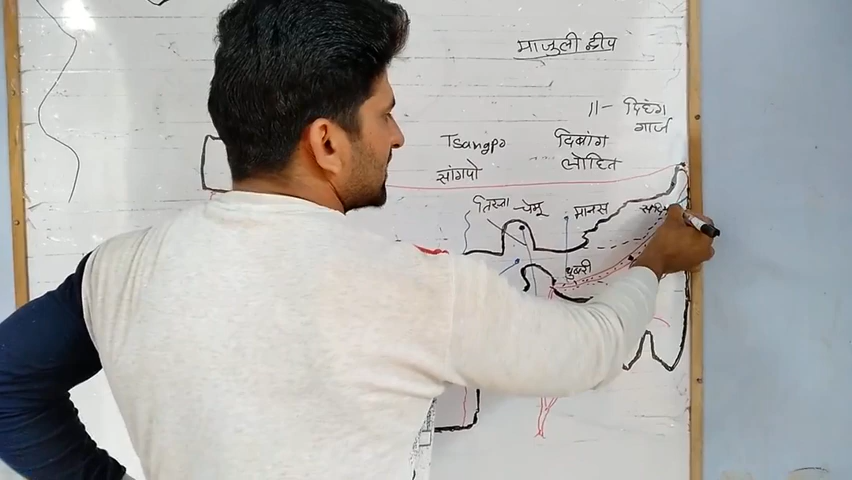 माजुली द्वीप
11- दिहंग
गार्ज
Tsangpo
सांगपो
दिबांग
लोहित
तिस्ता
चेमू
मानस
धुबरी